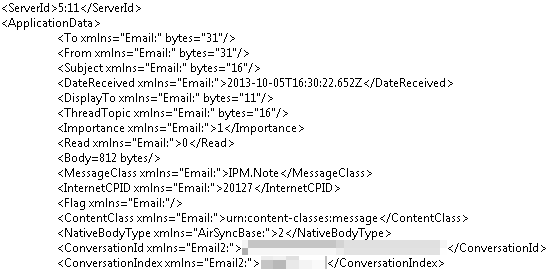 <ServerId>5:11</ServerId>
<ApplicationData>
<To xmlns="Email:" bytes="31"/>
<From xmlns="Email:" bytes="31"/>
<Subject xmlns="Email:" bytes="16"/>
<DateReceived xmlns="Email:">2013-10-05T16:30:22.652Z</DateReceived>
<DisplayTo xmlns="Email:" bytes="11"/>
<ThreadTopic xmlns="Email:" bytes="16"/>
<Importance xmlns="Email:">1</Importance>
<Read xmlns="Email:">0</Read>
<Body=812 bytes/>
<MessageClass xmlns="Email:">IPM.Note</MessageClass>
<InternetCPID xmlns="Email:">20127</InternetCPID>
<Flag xmlns="Email:"/>
<ContentClass xmlns="Email:">urn:content-classes:message</ContentClass>
<NativeBodyType xmlns="AirSyncBase:">2</NativeBodyType>
<ConversationId xmlns="Email2:"> </ConversationId>
<ConversationIndex xmlns="Email2:"> </ConversationIndex>